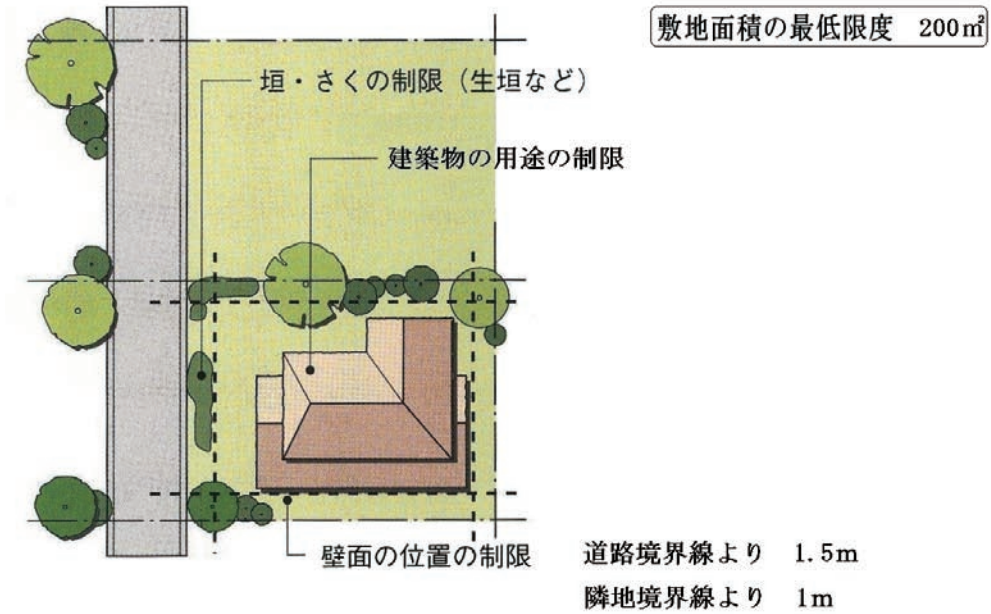 敷地面積の最低限度　200㎡
垣・さくの制限（生垣など）
建築物の用途の制限
壁面の位置の制限
道路境界線より　1.5m
隣地境界線より　1m